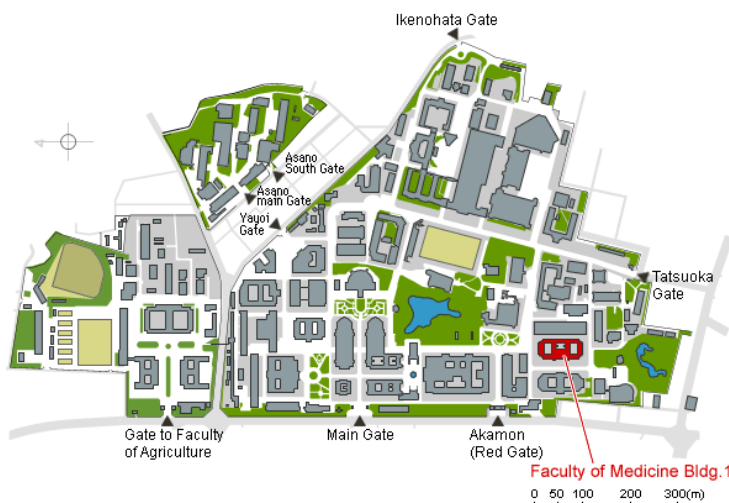 Ikenohata Gate
Asano
South Gate
Asano
main Gate
Yayoi
Gate
Tatsuoka
Gate
Gate to Faculty
of Agriculture
Main Gate
Akamon
(Red Gate)
Faculty of Medicine Bldg.1
0 50 100 200 300(m)